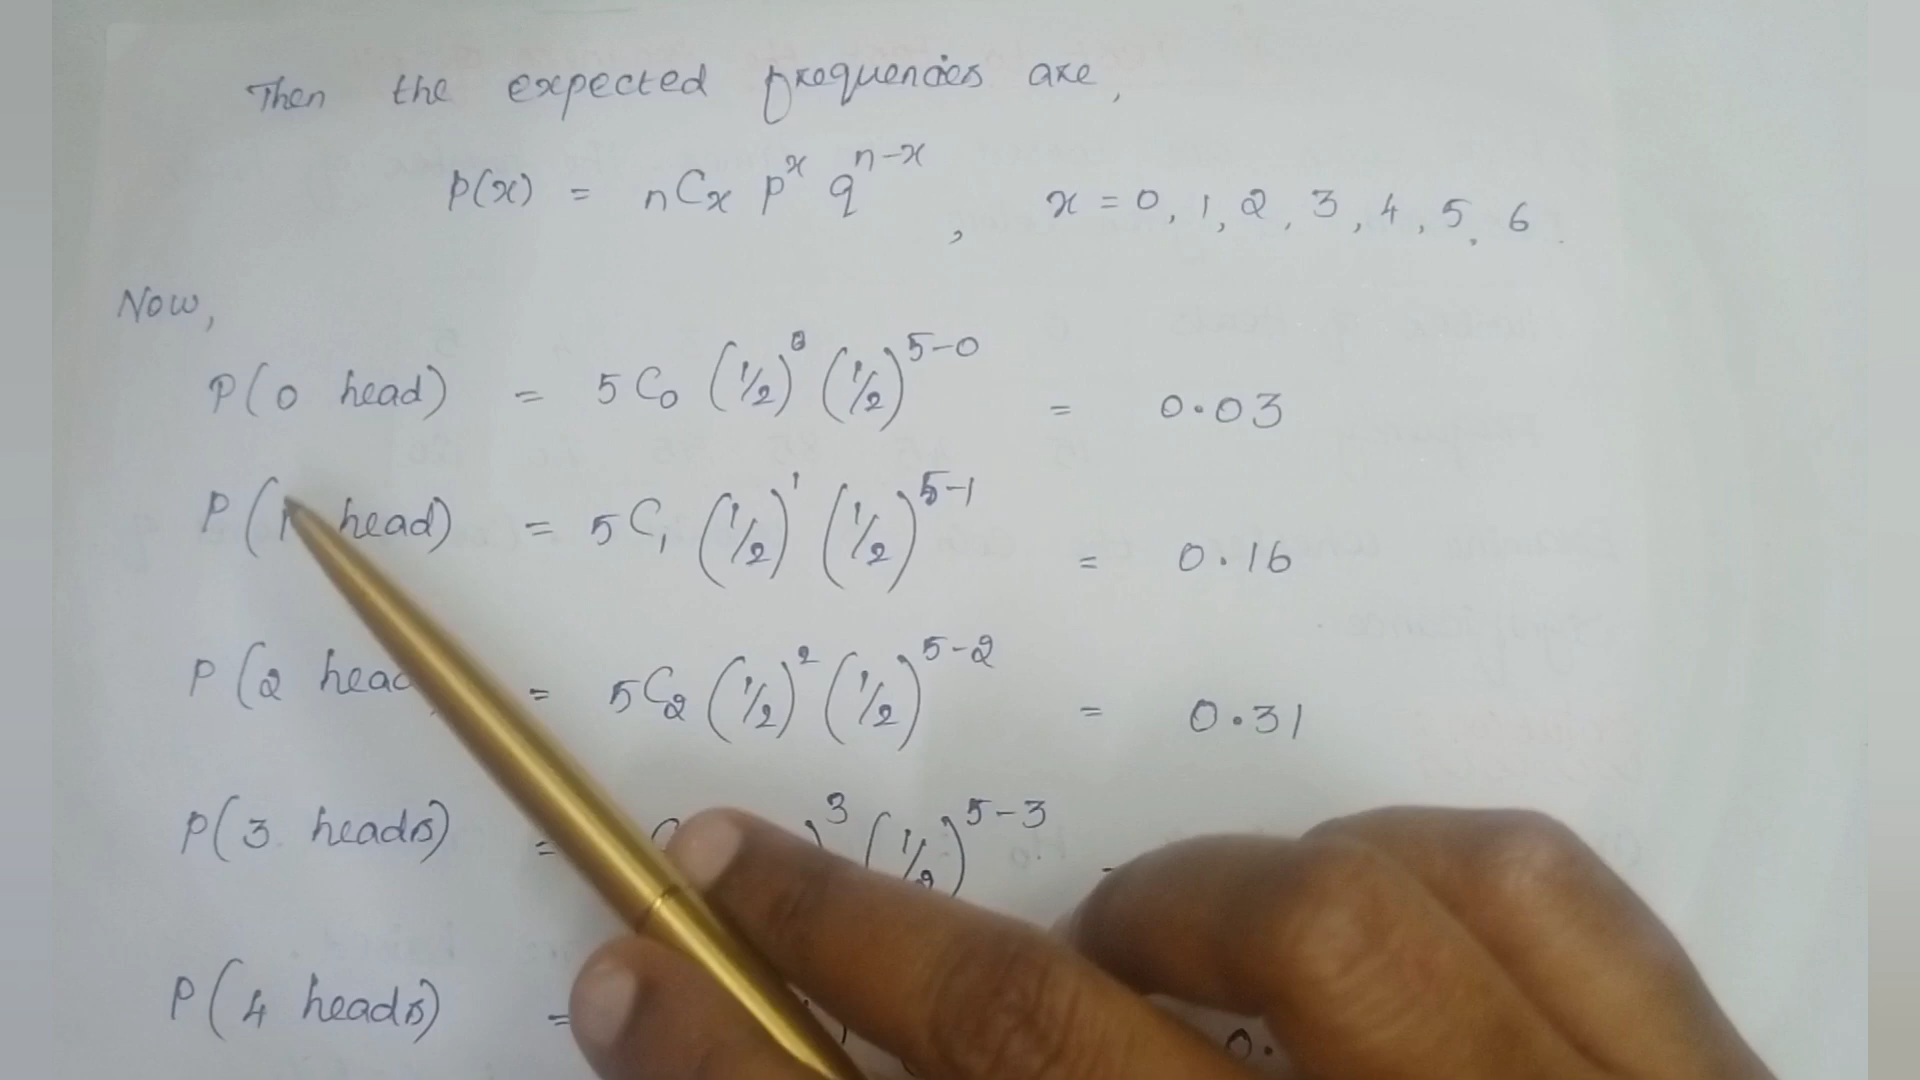 Then the expected frequencies are,
P(x) = nCx p^x q^n-x , x = 0, 1, 2, 3, 4, 5, 6.
Now,
P(0 head) = 5C0 (1/2)^0 (1/2)^5-0 = 0.03
P(1 head) = 5C1 (1/2)^1 (1/2)^5-1 = 0.16
P(2 head = 5C2 (1/2)^2 (1/2)^5-2 = 0.31
P(3 heads) = )^3 (1/2)^5-3
P(4 heads) = 0.